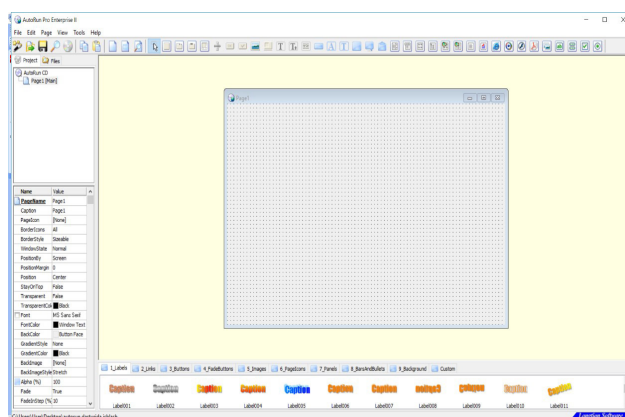 AutoRun Pro Enterprise II
File Edit Page View Tools Help
Project Files
AutoRun CD
Page1 [Main]
Page1
Name Value
PageName Page1
Caption Page1
PageIcon [None]
BorderIcons All
BorderStyle Sizeable
WindowState Normal
PositionBy Screen
PositionMargin 0
Position Center
StayOnTop False
Transparent False
TransparentCol Black
Font MS Sans Serif
FontColor Window Text
BackColor Button Face
GradientStyle None
GradientColor Black
BackImage [None]
BackImageStyle Stretch
Alpha (%) 100
Fade True
FadeInStep (% 10
1_Labels 2_Links 3_Buttons 4_FadeButtons 5_Images 6_PageIcons 7_Panels 8_BarsAndBullets 9_Background Custom
Caption Caption Caption Caption Caption Caption Caption Caption Caption Caption
Label001 Label002 Label003 Label004 Label005 Label006 Label007 Label008 Label009 Label010 Label011
Longtion Software